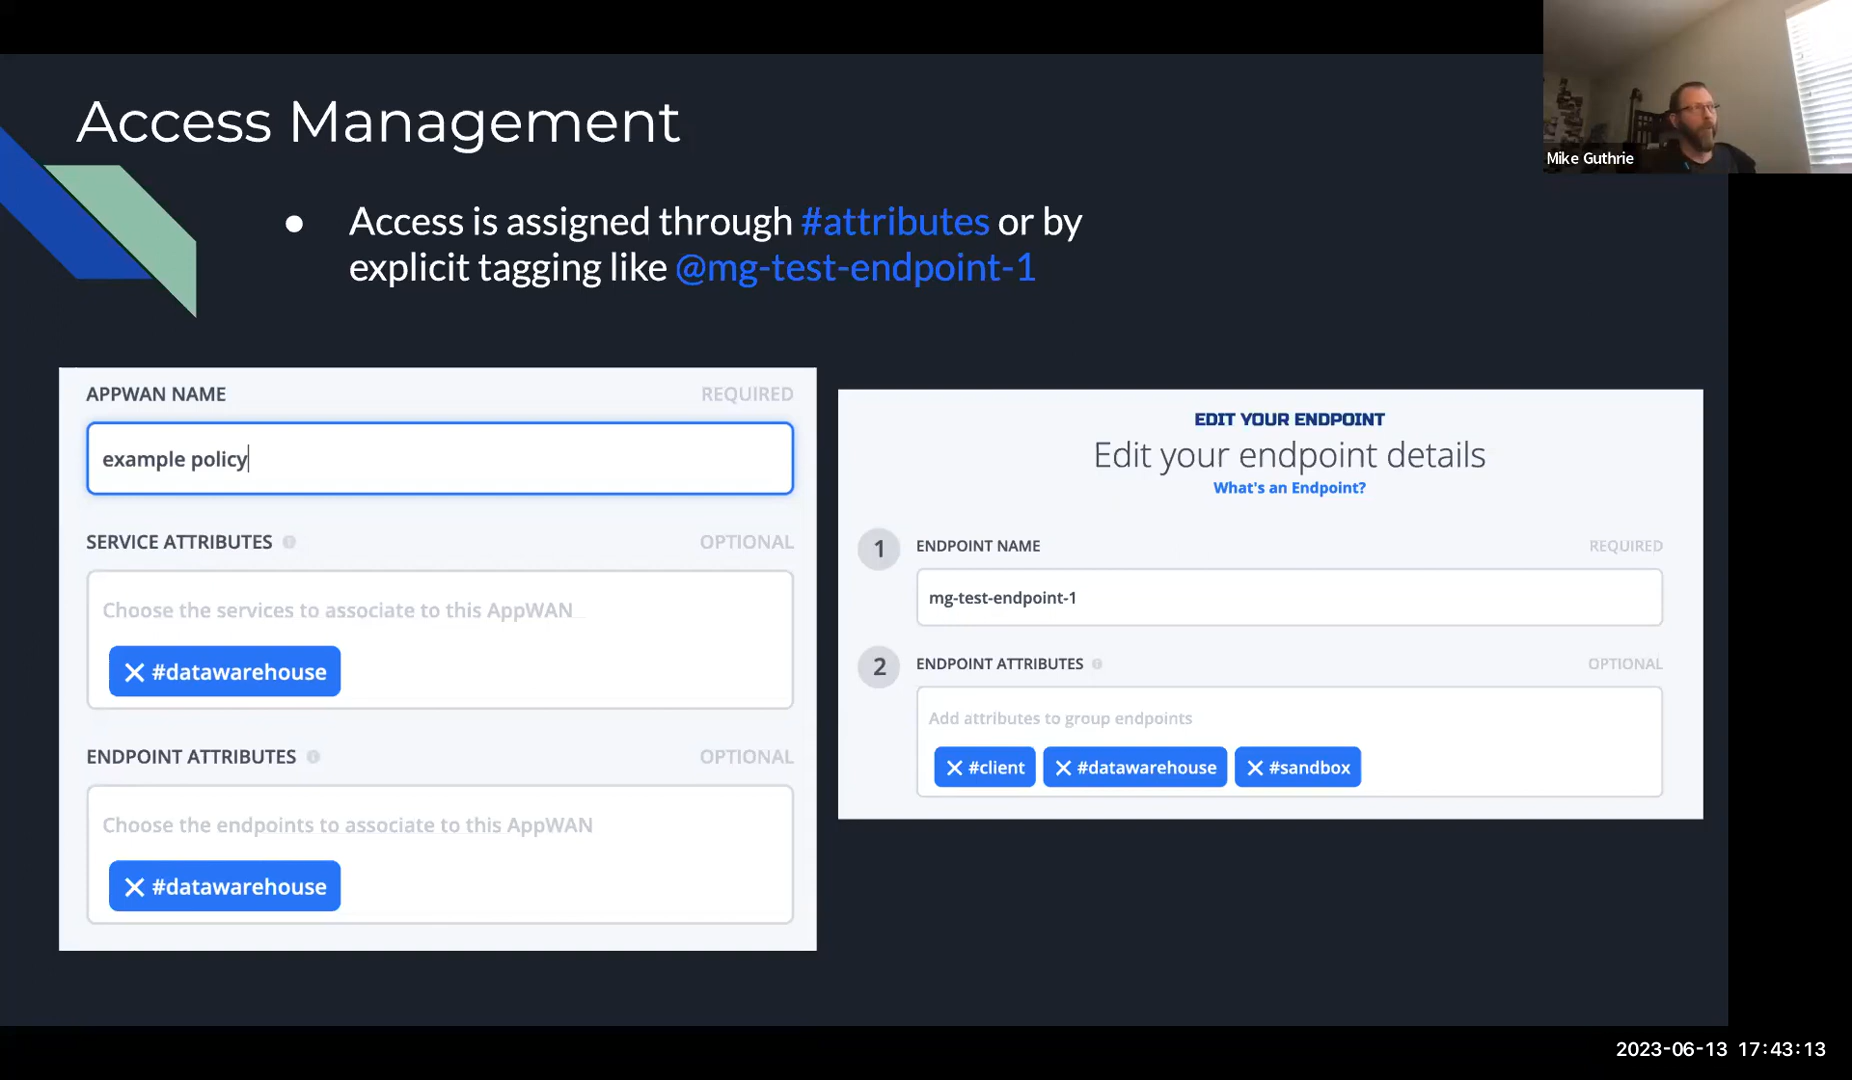 Access Management
Mike Guthrie
● Access is assigned through #attributes or by
explicit tagging like @mg-test-endpoint-1
APPWAN NAME REQUIRED
example policy
SERVICE ATTRIBUTES OPTIONAL
Choose the services to associate to this AppWAN
#datawarehouse
ENDPOINT ATTRIBUTES OPTIONAL
Choose the endpoints to associate to this AppWAN
#datawarehouse
EDIT YOUR ENDPOINT
Edit your endpoint details
What's an Endpoint?
1 ENDPOINT NAME REQUIRED
mg-test-endpoint-1
2 ENDPOINT ATTRIBUTES OPTIONAL
Add attributes to group endpoints
#client #datawarehouse #sandbox
2023-06-13 17:43:13